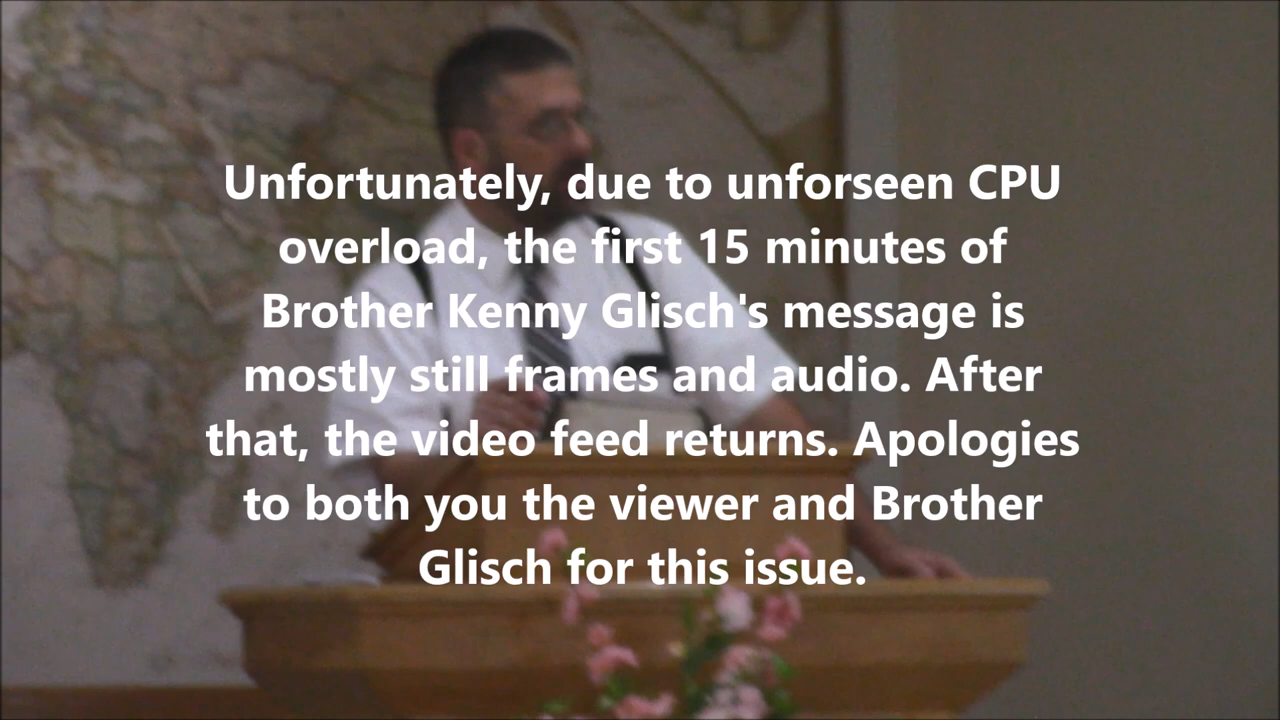 Unfortunately, due to unforseen CPU
overload, the first 15 minutes of
Brother Kenny Glisch's message is
mostly still frames and audio. After
that, the video feed returns. Apologies
to both you the viewer and Brother
Glisch for this issue.